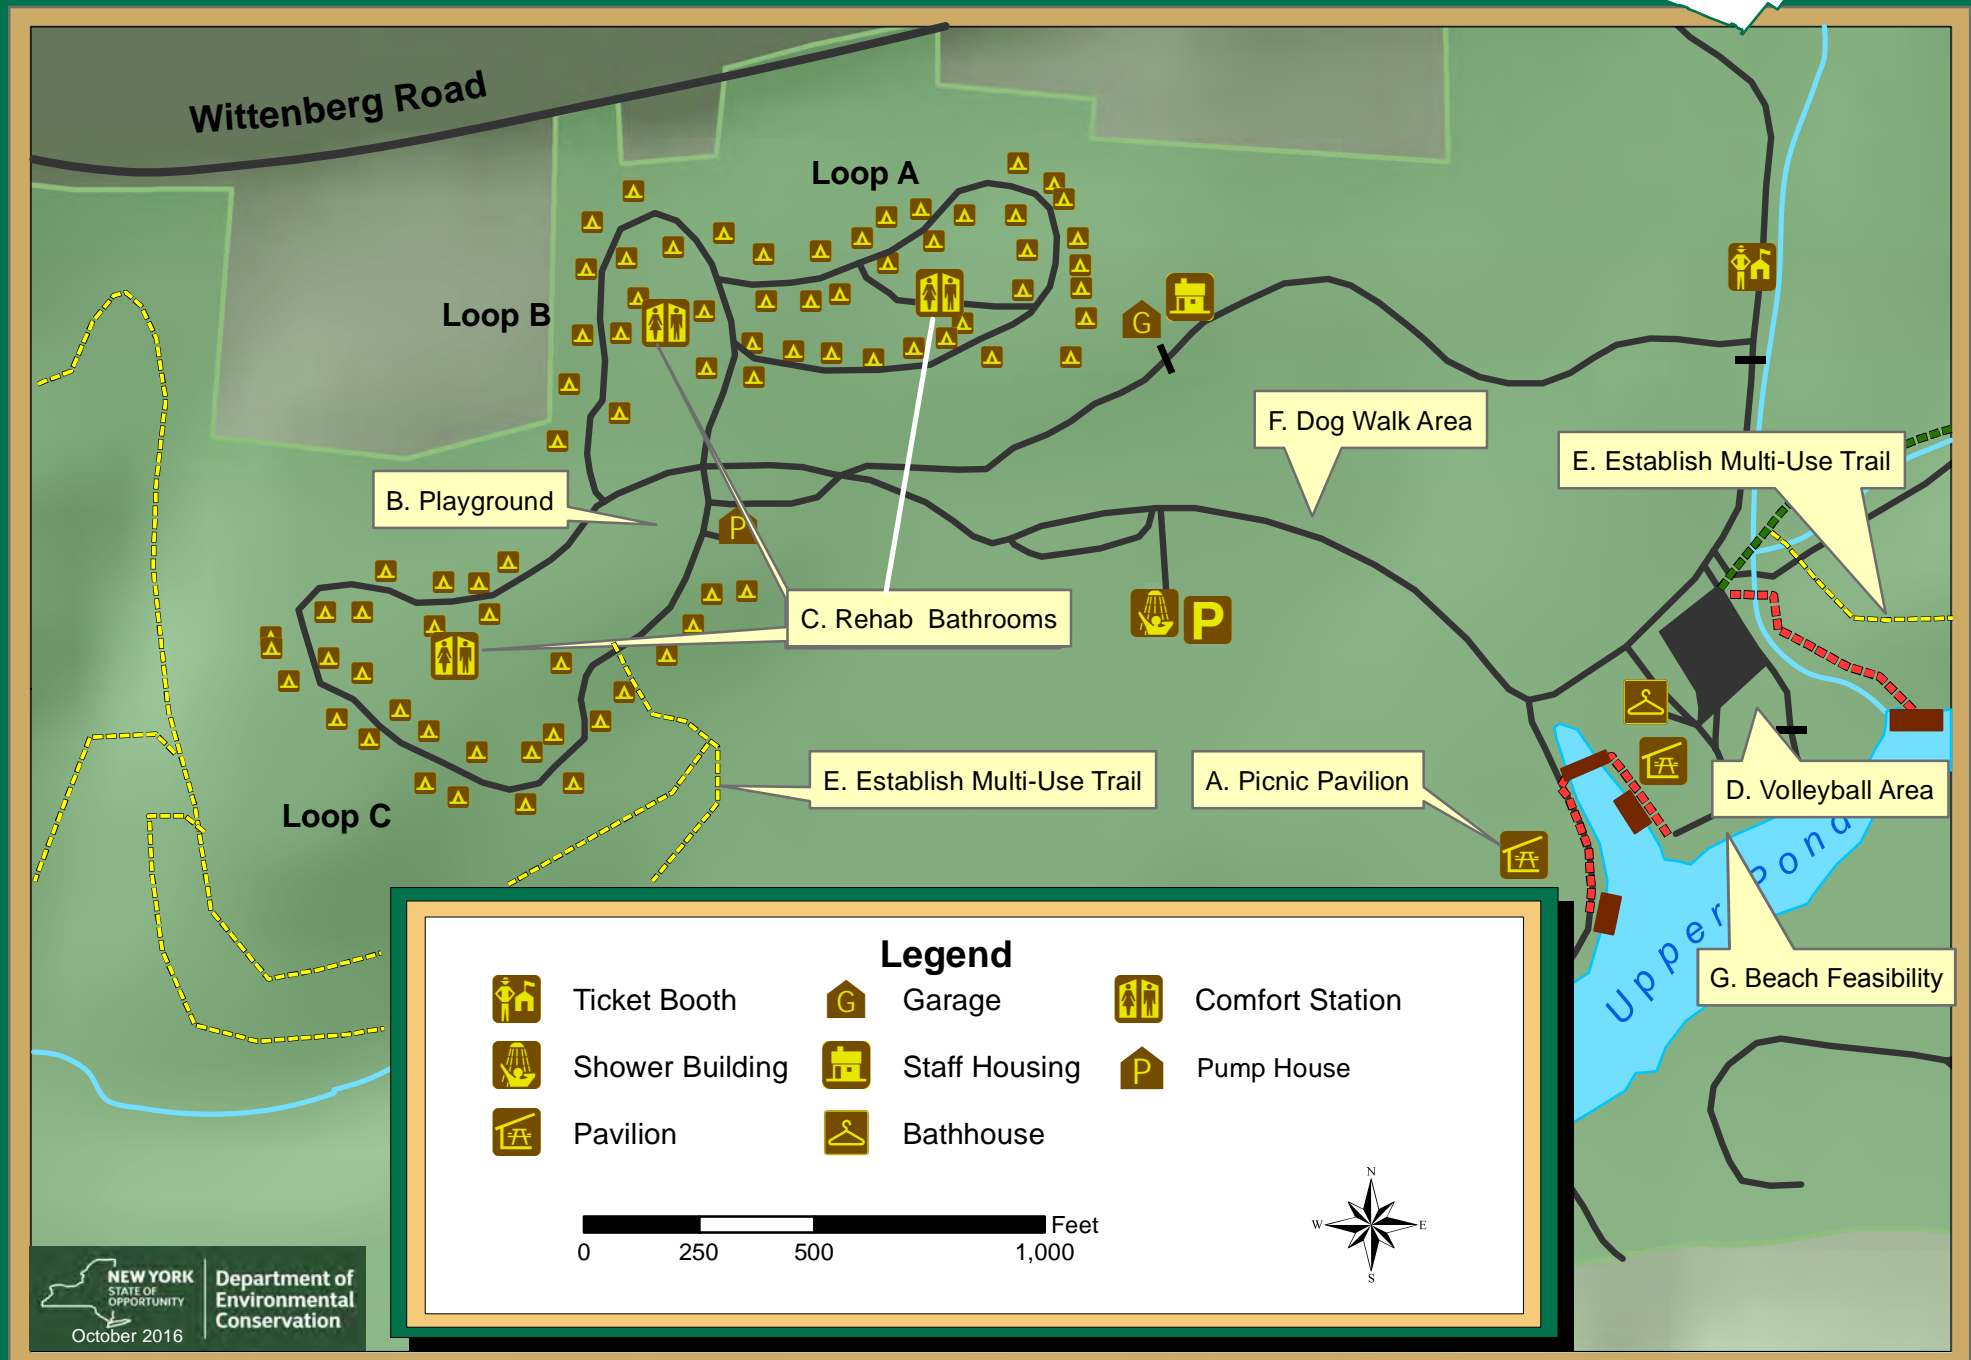 Wittenberg Road
Loop A
Loop B
F. Dog Walk Area
E. Establish Multi-Use Trail
B. Playground
P
G
C. Rehab  Bathrooms
P
E. Establish Multi-Use Trail
A. Picnic Pavilion
D. Volleyball Area
Loop C
Upper Pond
G. Beach Feasibility
Legend
Ticket Booth
G
Garage
Comfort Station
Shower Building
Staff Housing
P
Pump House
Pavilion
Bathhouse
Feet
0
250
500
1,000
N
W
E
S
NEW YORK
STATE OF
OPPORTUNITY
Department of
Environmental
Conservation
October 2016